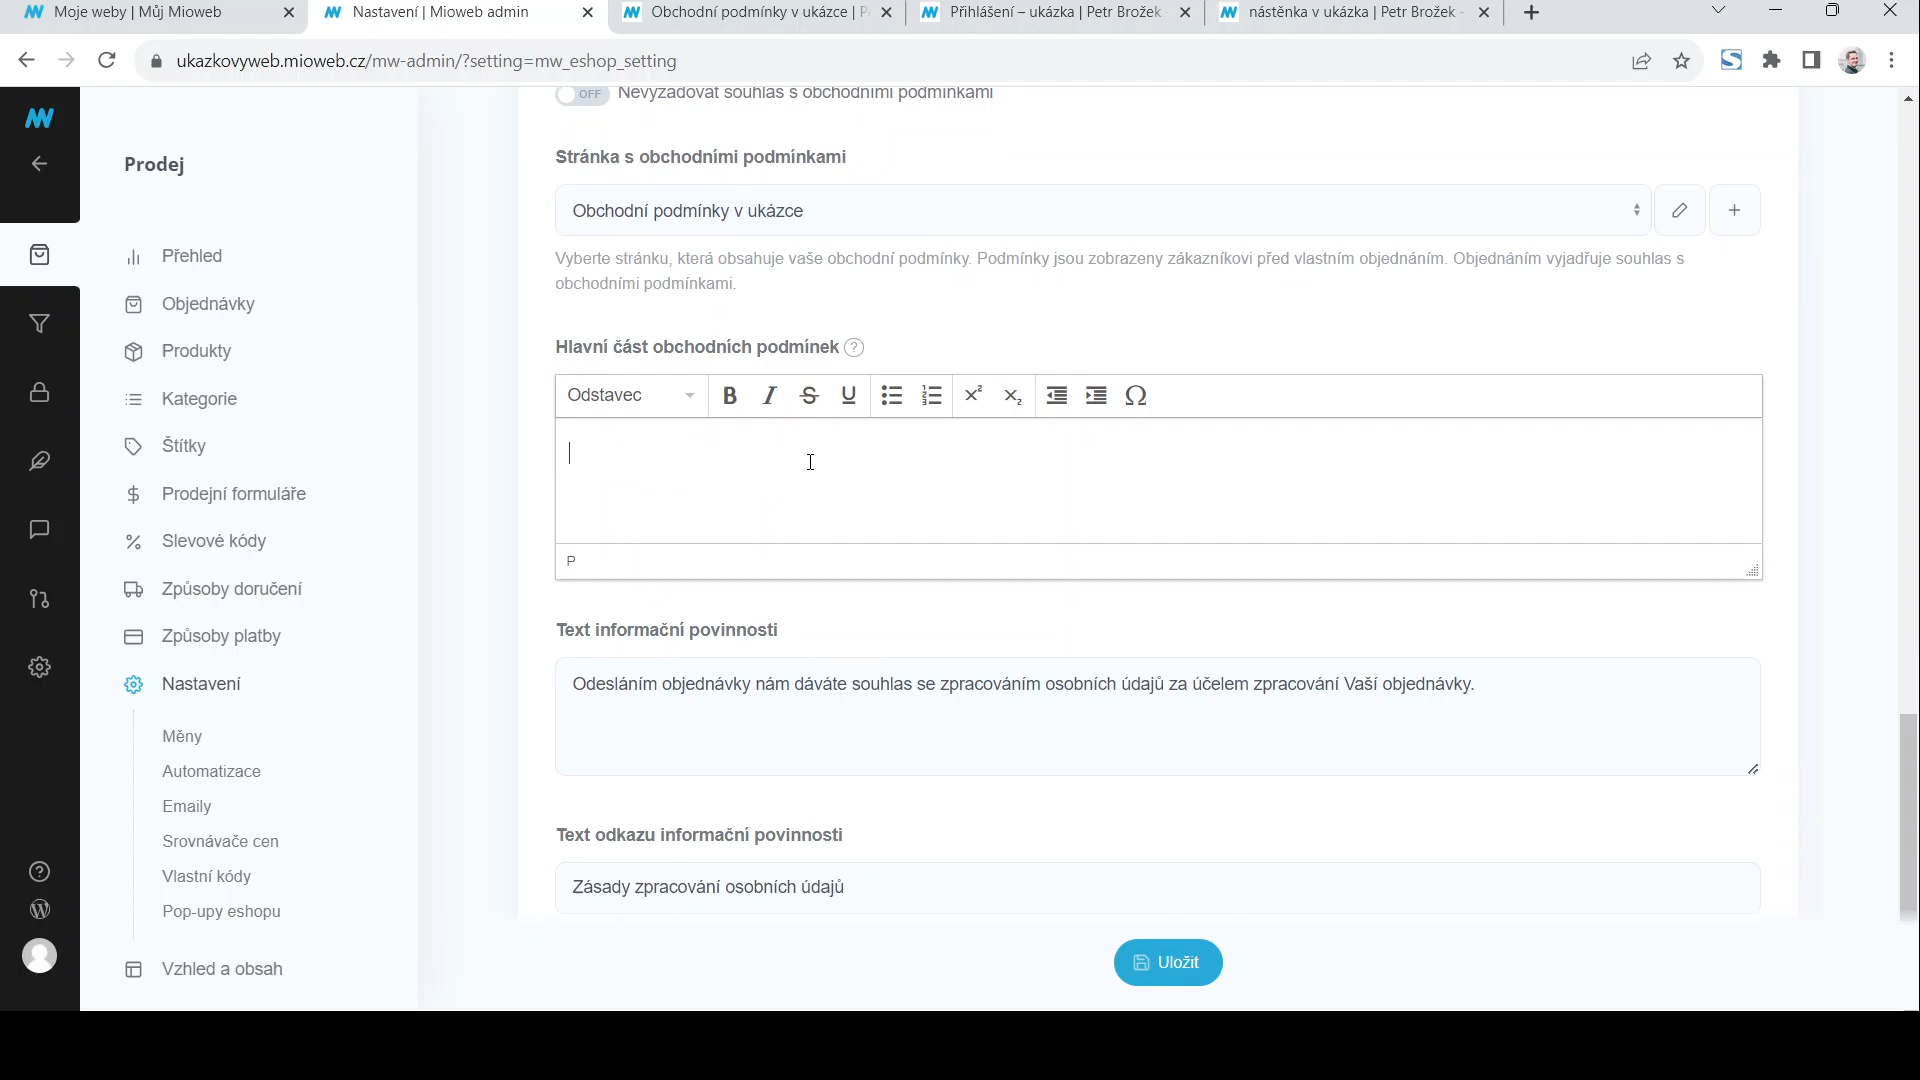 Moje weby | Můj Mioweb
Nastavení | Mioweb admin
Obchodní podmínky v ukázce |
Přihlášení – ukázka | Petr Brožek
nástěnka v ukázka | Petr Brožek -
ukazkovyweb.mioweb.cz/mw-admin/?setting=mw_eshop_setting
Prodej
Přehled
Objednávky
Produkty
Kategorie
Štítky
Prodejní formuláře
Slevové kódy
Způsoby doručení
Způsoby platby
Nastavení
Měny
Automatizace
Emaily
Srovnávače cen
Vlastní kódy
Pop-upy eshopu
Vzhled a obsah
OFF Nevyžadovat souhlas s obchodními podmínkami
Stránka s obchodními podmínkami
Obchodní podmínky v ukázce
Vyberte stránku, která obsahuje vaše obchodní podmínky. Podmínky jsou zobrazeny zákazníkovi před vlastním objednáním. Objednáním vyjadřuje souhlas s
obchodními podmínkami.
Hlavní část obchodních podmínek ?
Odstavec
P
Text informační povinnosti
Odesláním objednávky nám dáváte souhlas se zpracováním osobních údajů za účelem zpracování Vaší objednávky.
Text odkazu informační povinnosti
Zásady zpracování osobních údajů
Uložit